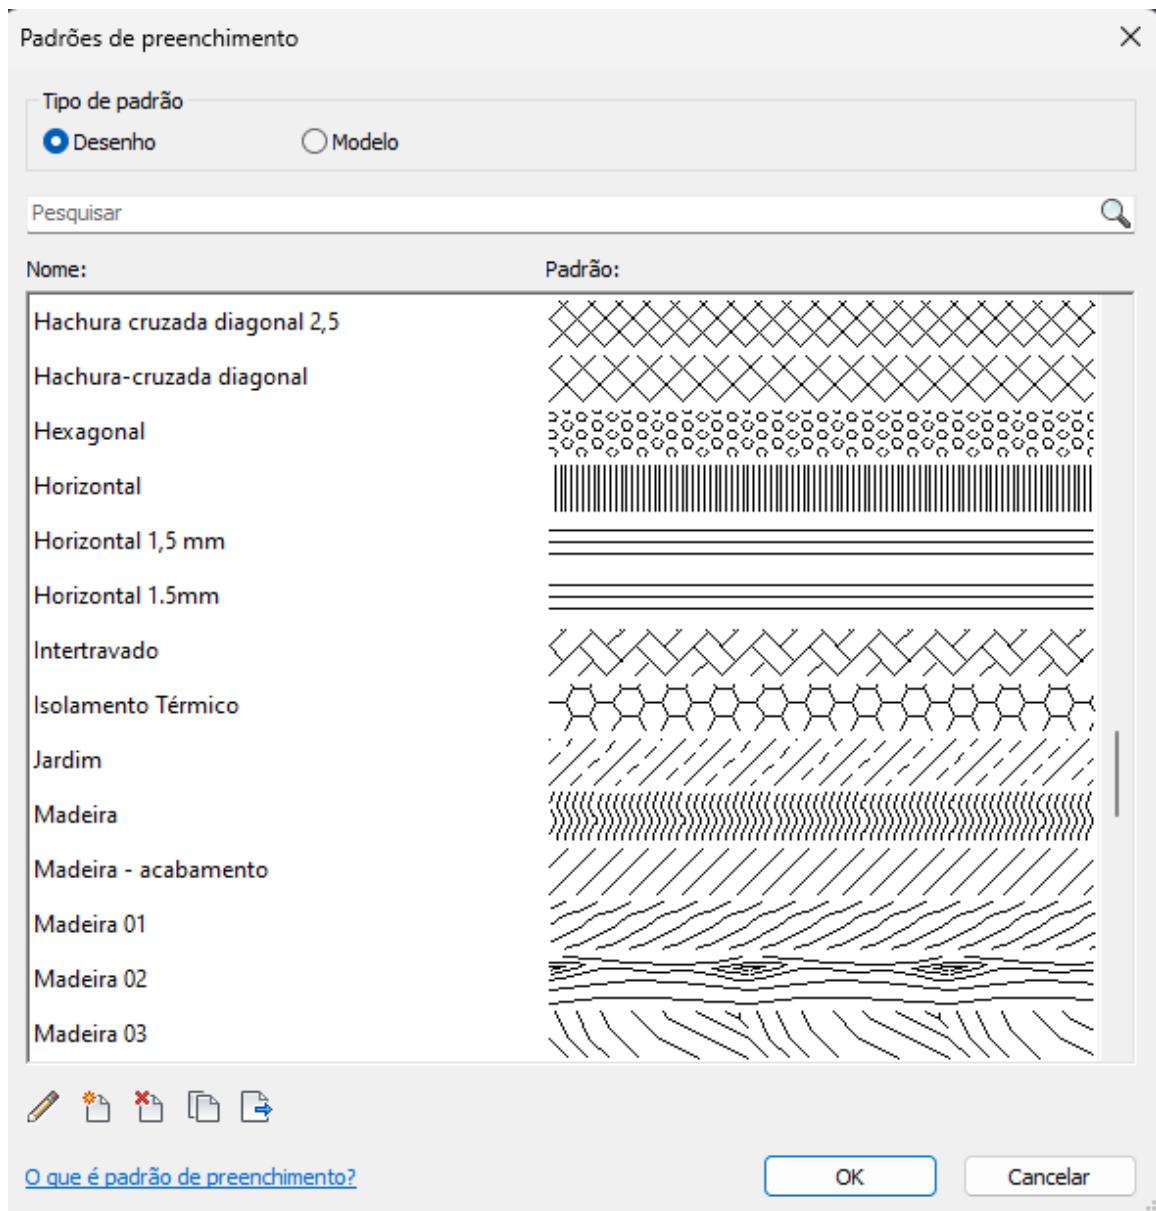 Padrões de preenchimento
Tipo de padrão
Desenho Modelo
Pesquisar
Nome: Padrão:
Hachura cruzada diagonal 2,5
Hachura-cruzada diagonal
Hexagonal
Horizontal
Horizontal 1,5 mm
Horizontal 1.5mm
Intertravado
Isolamento Térmico
Jardim
Madeira
Madeira - acabamento
Madeira 01
Madeira 02
Madeira 03
O que é padrão de preenchimento? OK Cancelar